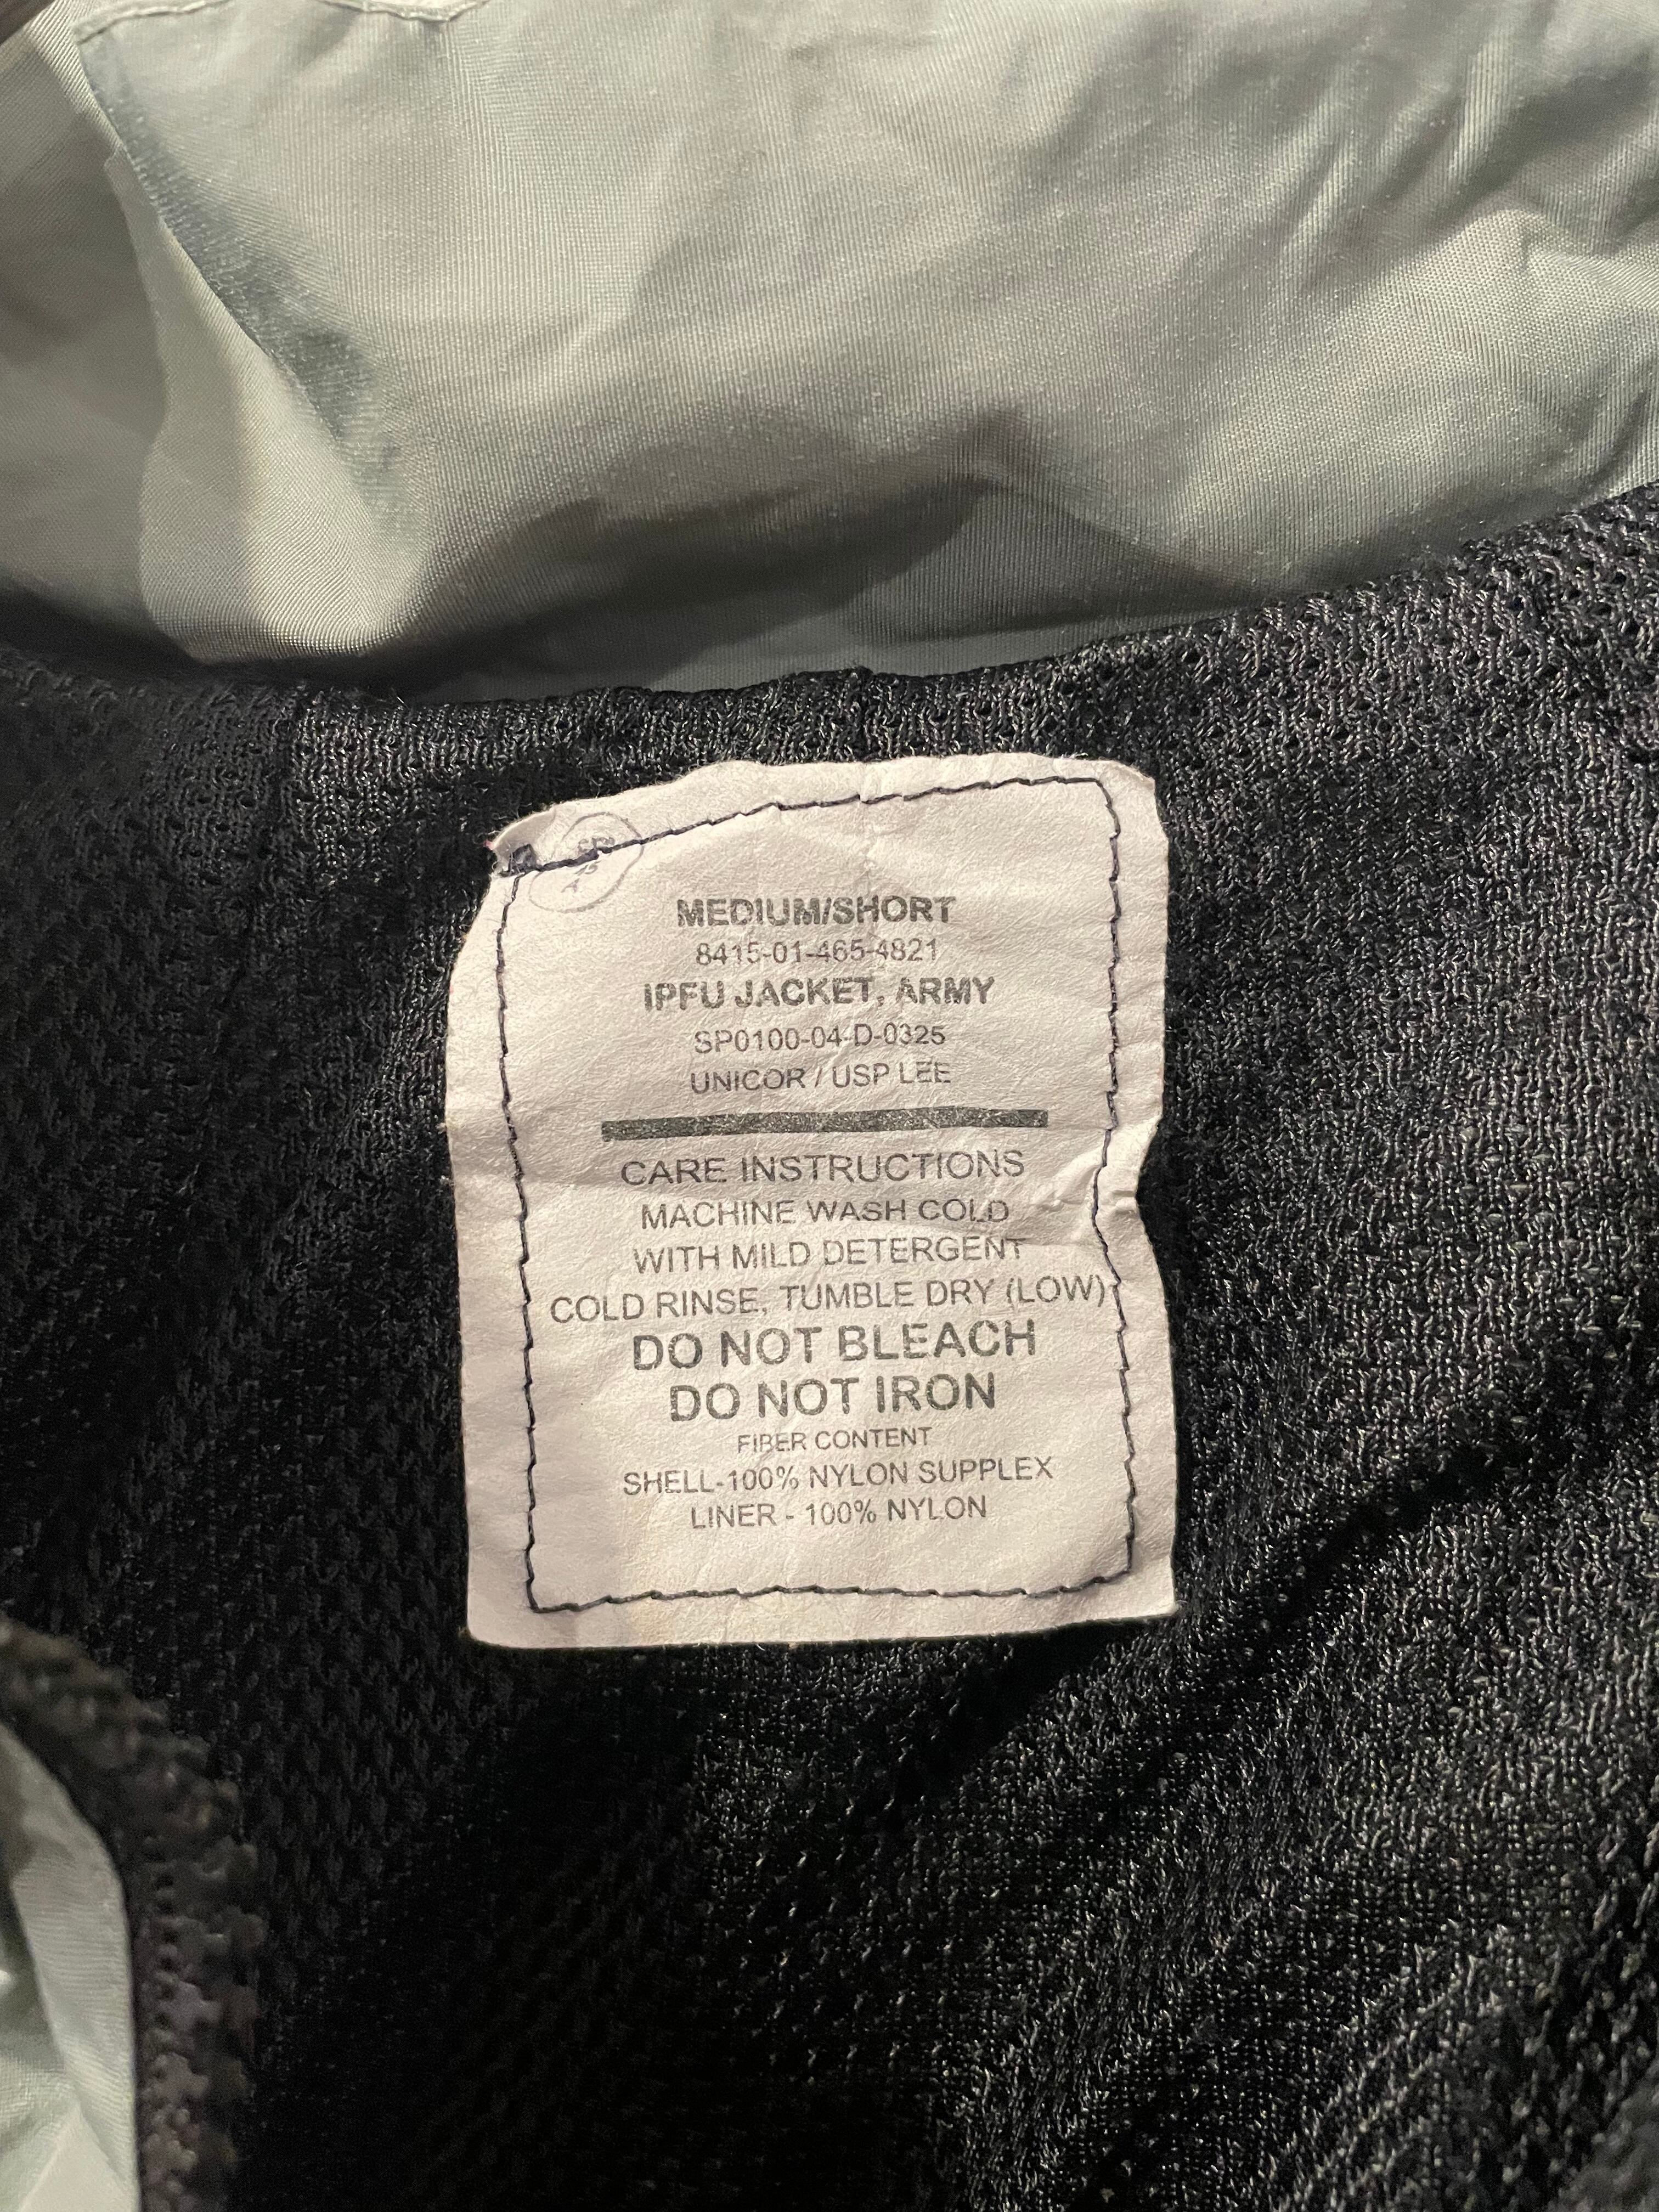 MEDIUM/SHORT
8415-01-465-4821
IPFU JACKET, ARMY
SP0100-04-D-0325
UNICOR / USP LEE
CARE INSTRUCTIONS
MACHINE WASH COLD
WITH MILD DETERGENT
COLD RINSE, TUMBLE DRY (LOW)
DO NOT BLEACH
DO NOT IRON
FIBER CONTENT
SHELL-100% NYLON SUPPLEX
LINER - 100% NYLON